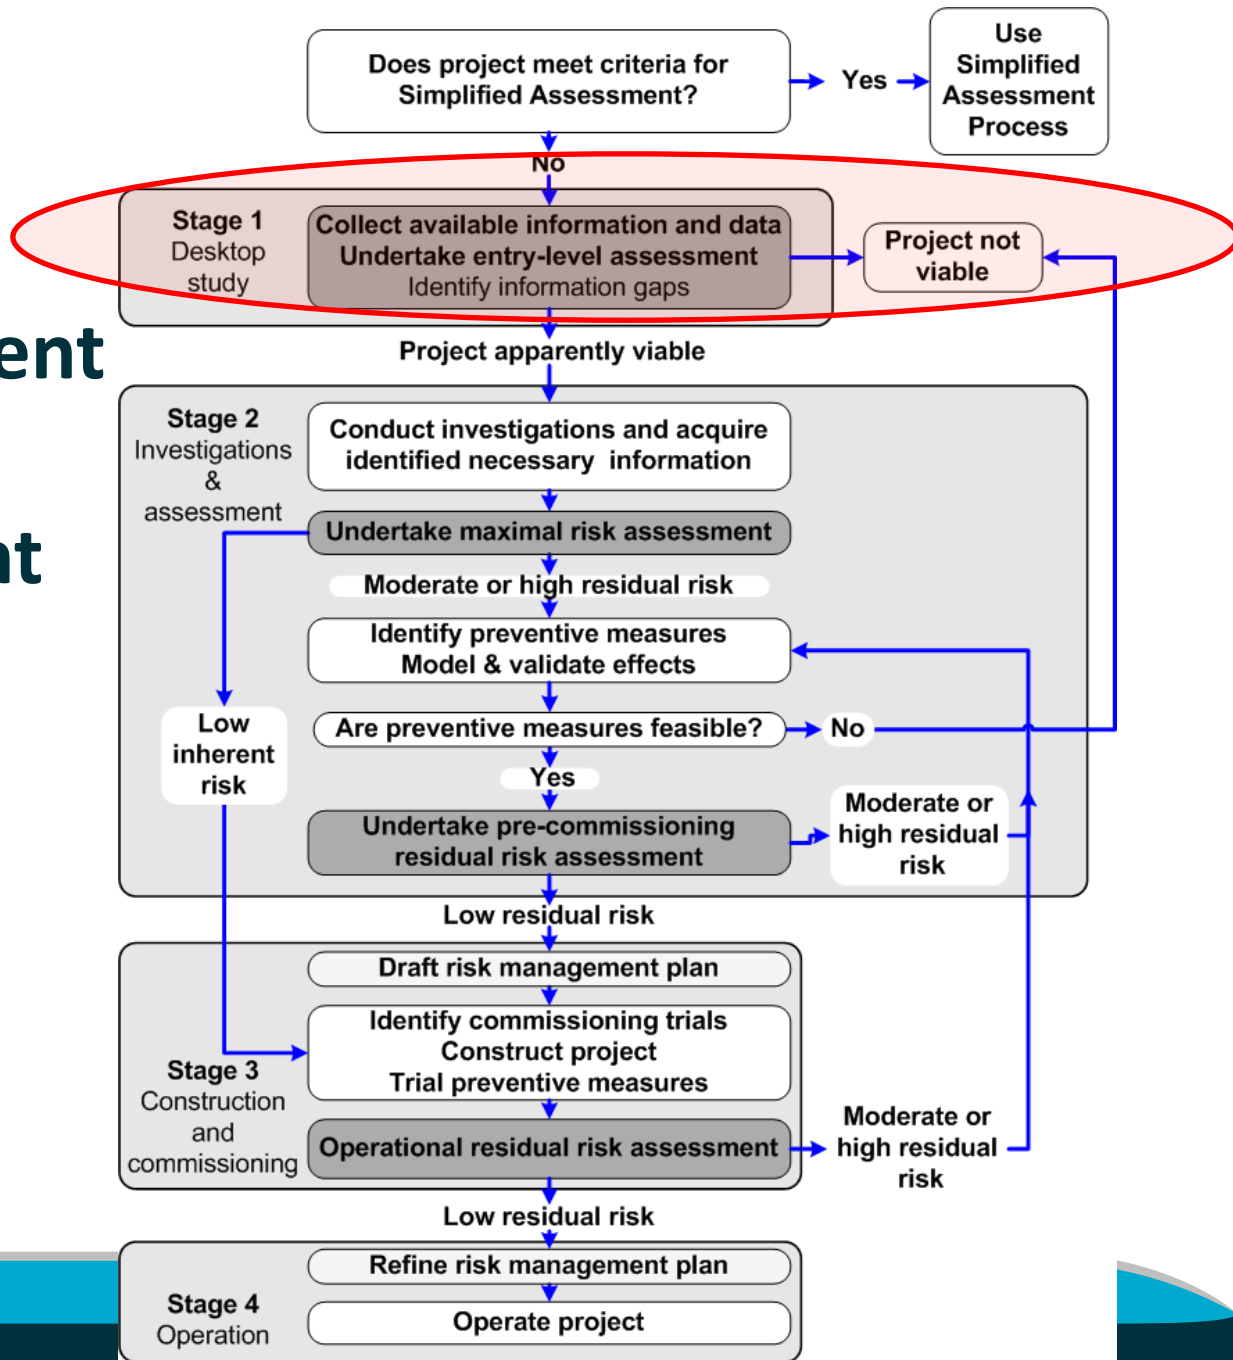 Does project meet criteria for
Simplified Assessment?
Yes
Use
Simplified
Assessment
Process
No
Stage 1
Desktop
study
Collect available information and data
Undertake entry-level assessment
Identify information gaps
Project not
viable
Project apparently viable
ent
nt
Stage 2
Investigations
&
assessment
Conduct investigations and acquire
identified necessary information
Undertake maximal risk assessment
Moderate or high residual risk
Identify preventive measures
Model & validate effects
Low
inherent
risk
Are preventive measures feasible?
No
Yes
Undertake pre-commissioning
residual risk assessment
Moderate or
high residual
risk
Low residual risk
Stage 3
Construction
and
commissioning
Draft risk management plan
Identify commissioning trials
Construct project
Trial preventive measures
Operational residual risk assessment
Moderate or
high residual
risk
Low residual risk
Stage 4
Operation
Refine risk management plan
Operate project